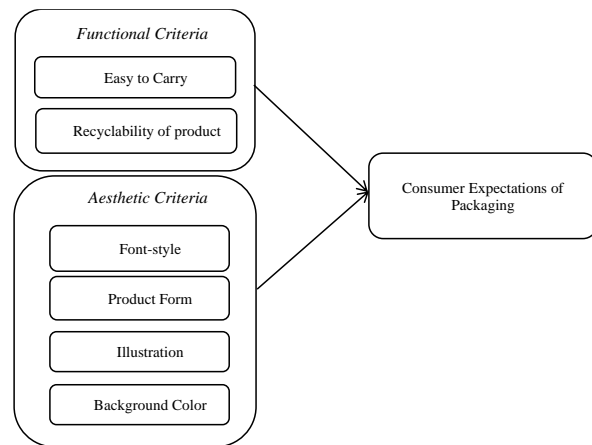 Functional Criteria
Easy to Carry
Recyclability of product
Aesthetic Criteria
Font-style
Product Form
Illustration
Background Color
Consumer Expectations of
Packaging